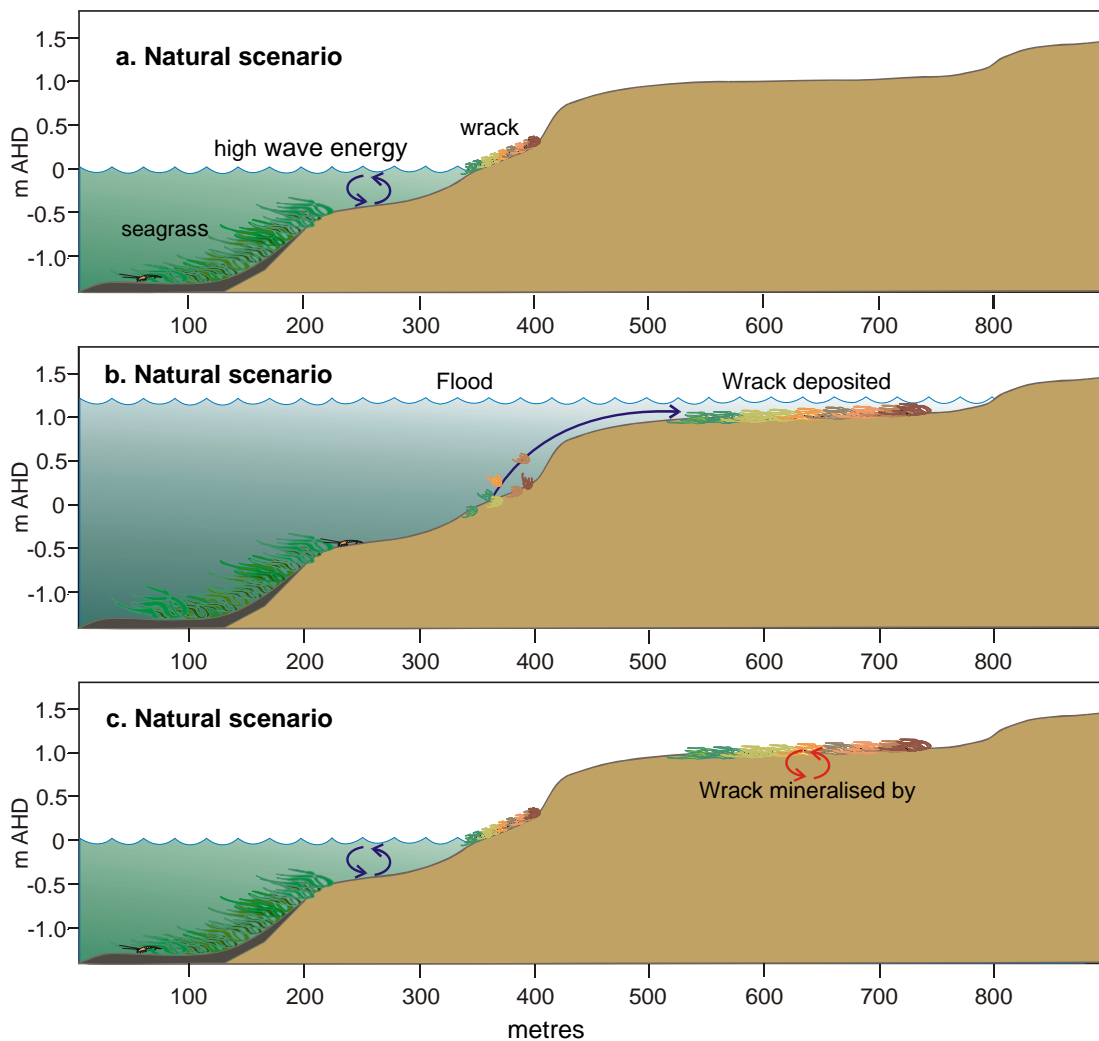 a. Natural scenario
1.5
1.0
0.5
0
-0.5
-1.0
m AHD
high wave energy
wrack
seagrass
100 200 300 400 500 600 700 800
b. Natural scenario
Flood
Wrack deposited
1.5
1.0
0.5
0
-0.5
-1.0
m AHD
100 200 300 400 500 600 700 800
c. Natural scenario
1.5
1.0
0.5
0
-0.5
-1.0
m AHD
Wrack mineralised by
100 200 300 400 500 600 700 800
metres